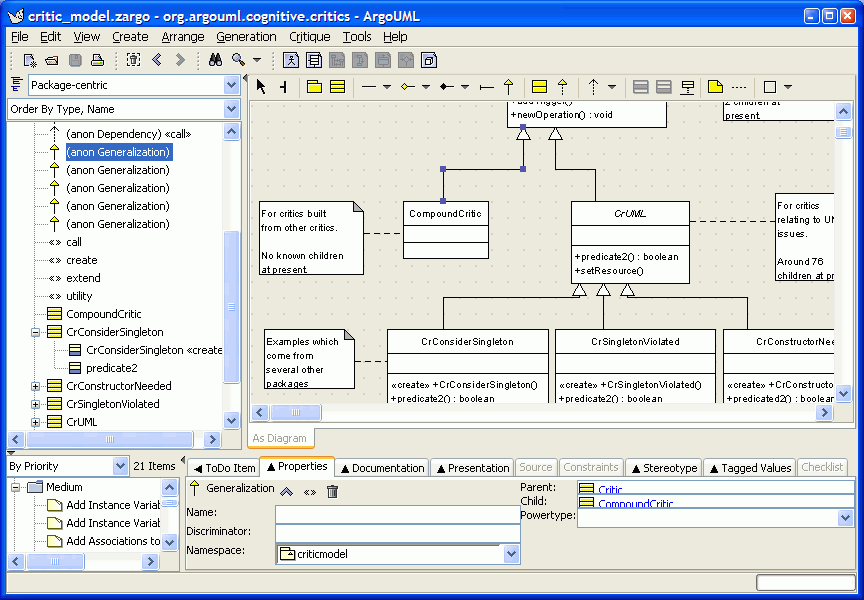 critic_model.zargo - org.argouml.cognitive.critics - ArgoUML
File Edit View Create Arrange Generation Critique Tools Help
Package-centric
Order By Type, Name
(anon Dependency) «call»
(anon Generalization)
(anon Generalization)
(anon Generalization)
(anon Generalization)
(anon Generalization)
«» call
«» create
«» extend
«» utility
CompoundCritic
CrConsiderSingleton
CrConsiderSingleton «create
predicate2
CrConstructorNeeded
CrSingletonViolated
CrUML
+addTrigger()
+newOperation() : void
2 children at
present.
For critics built
from other critics.
No known children
at present.
CompoundCritic
CrUML
+predicate2() : boolean
+setResource()
For critics
relating to UM
issues.
Around 76
children at pr
Examples which
come from
several other
packages
CrConsiderSingleton
«create» +CrConsiderSingleton()
+predicate2() : boolean
CrSingletonViolated
«create» +CrSingletonViolated()
+predicate2() : boolean
CrConstructorNee
«create» +CrConstructo
+predicate2() : boolean
As Diagram
By Priority
21 Items
Medium
Add Instance Variab
Add Instance Variab
Add Associations to
ToDo Item
Properties
Documentation
Presentation
Source
Constraints
Stereotype
Tagged Values
Checklist
Generalization
«»
Name:
Discriminator:
Namespace:
criticmodel
Parent:
Critic
Child:
CompoundCritic
Powertype: